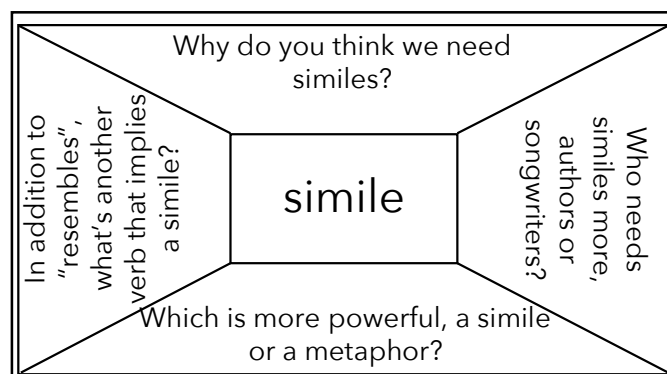 Why do you think we need
similes?
In addition to
“resembles”,
what’s another
verb that implies
a simile?
simile
Who needs
similes more,
authors or
songwriters?
Which is more powerful, a simile
or a metaphor?